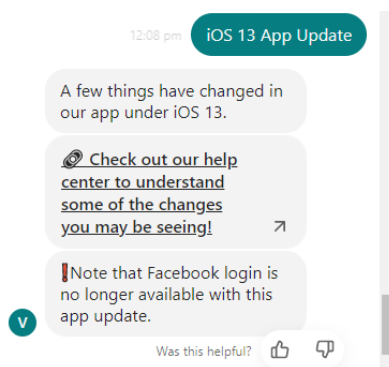 12:08 pm iOS 13 App Update
A few things have changed in
our app under iOS 13.
🔗 Check out our help
center to understand
some of the changes
you may be seeing!
❗Note that Facebook login is
no longer available with this
app update.
V
Was this helpful?